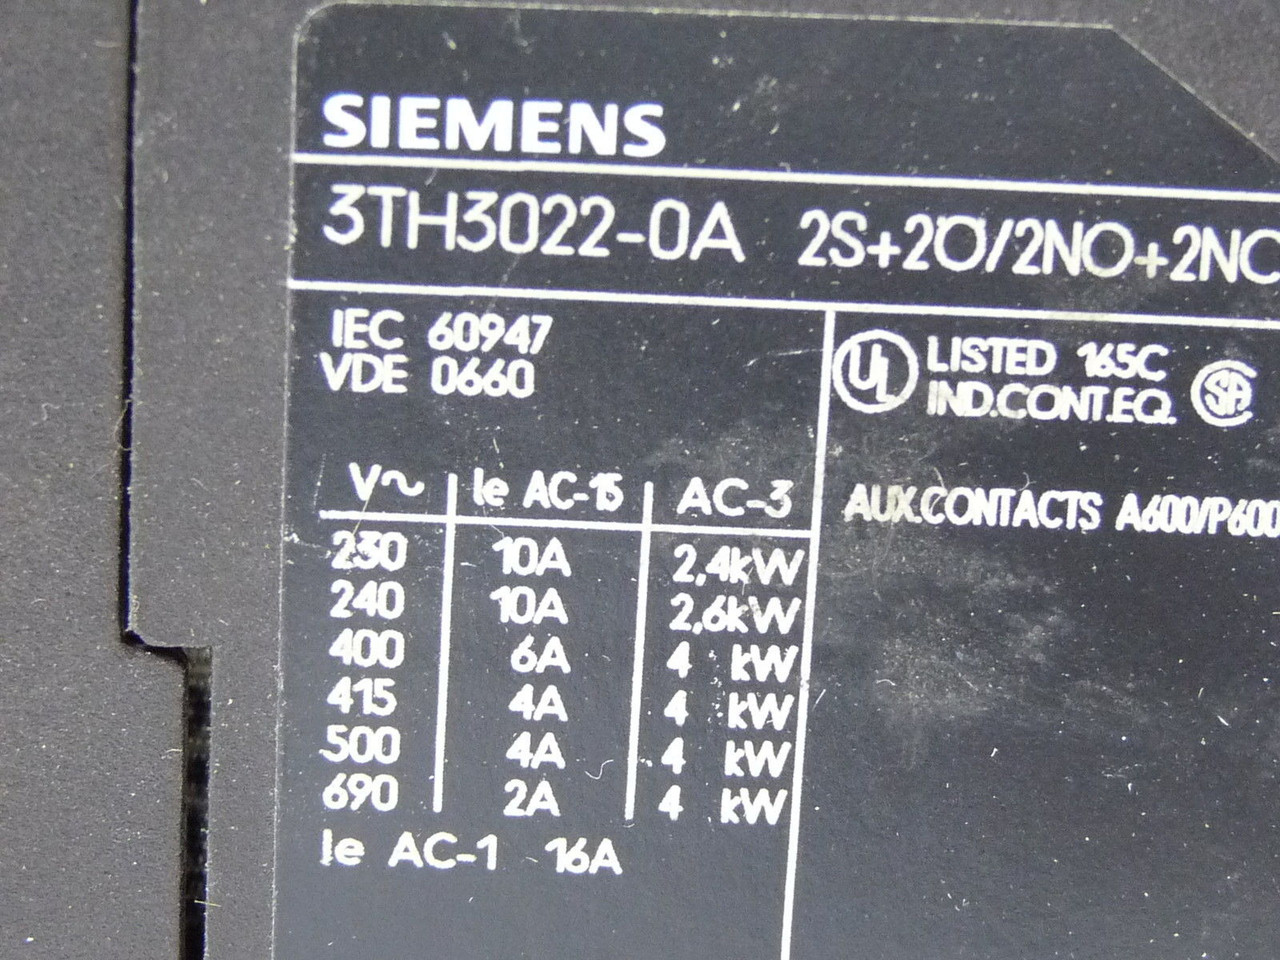 SIEMENS
3TH3022-0A 2S+2Ö/2NO+2NC
IEC 60947
VDE 0660
UL LISTED 165C
IND.CONT.EQ.
SA
AUX.CONTACTS A600/P600
V~ Ie AC-15 AC-3
230 10A 2,4kW
240 10A 2,6kW
400 6A 4 kW
415 4A 4 kW
500 4A 4 kW
690 2A 4 kW
Ie AC-1 16A